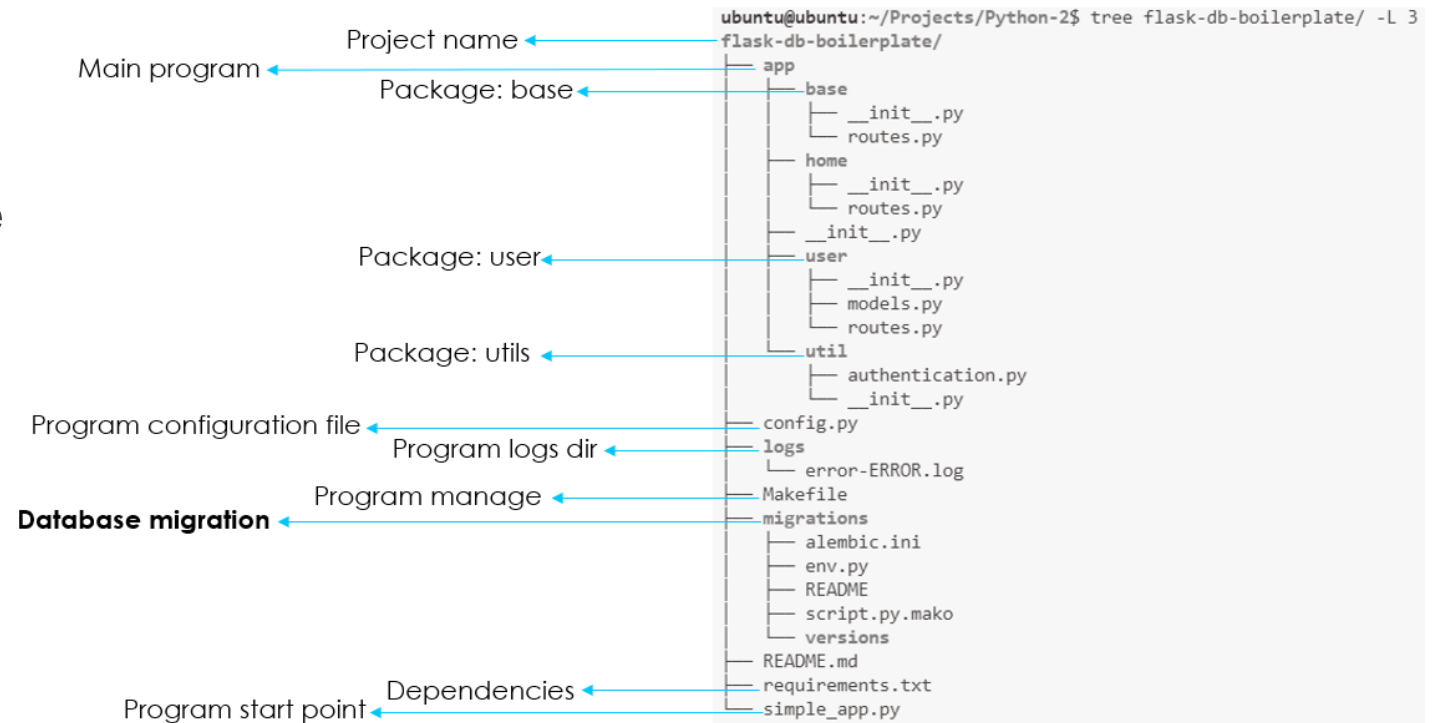 ubuntu@ubuntu:~/Projects/Python-2$ tree flask-db-boilerplate/ -L 3
Project name
flask-db-boilerplate/
Main program
├── app
Package: base
│   ├── base
│   │   ├── __init__.py
│   │   └── routes.py
│   ├── home
│   │   ├── __init__.py
│   │   └── routes.py
e
│   ├── __init__.py
Package: user
│   ├── user
│   │   ├── __init__.py
│   │   ├── models.py
│   │   └── routes.py
Package: utils
│   └── util
│       ├── authentication.py
│       └── __init__.py
Program configuration file
├── config.py
Program logs dir
├── logs
│   └── error-ERROR.log
Program manage
├── Makefile
Database migration
├── migrations
│   ├── alembic.ini
│   ├── env.py
│   ├── README
│   ├── script.py.mako
│   └── versions
├── README.md
Dependencies
├── requirements.txt
Program start point
└── simple_app.py